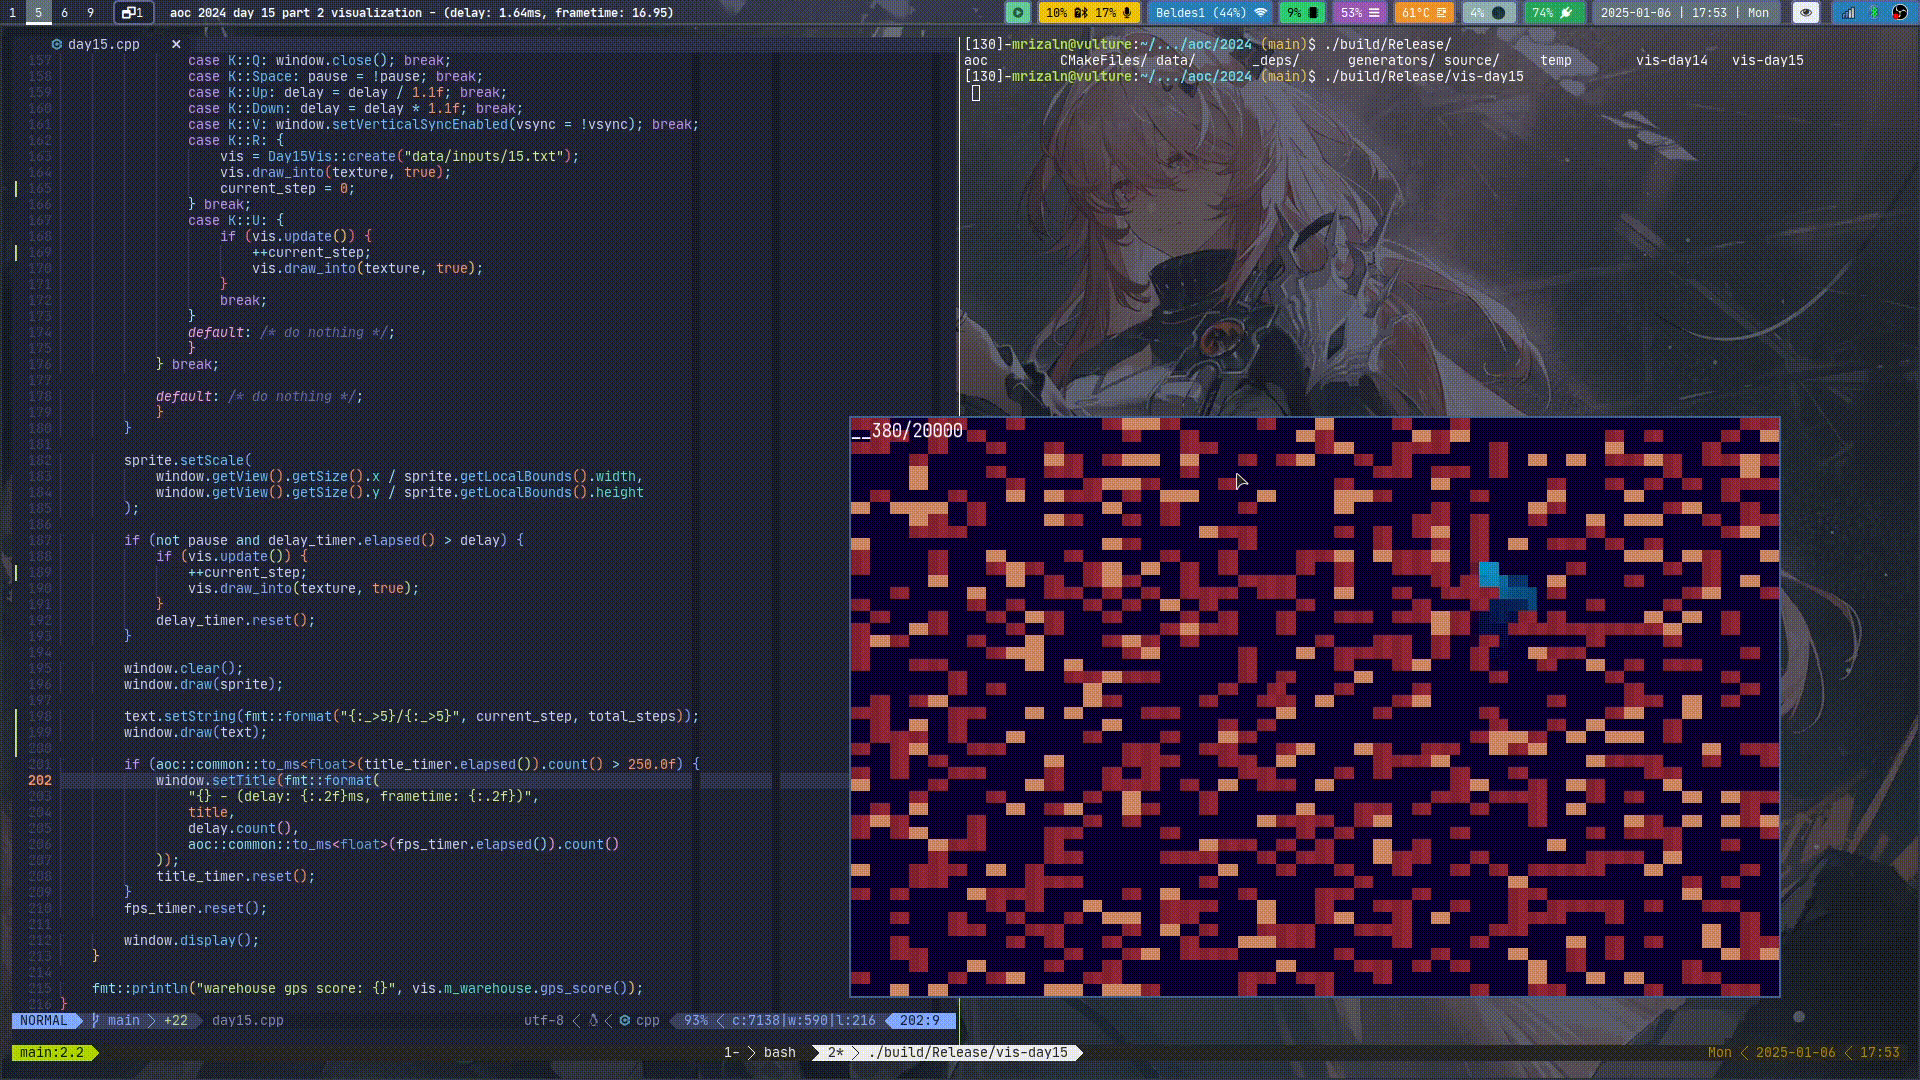 1 5 6 9 1 aoc 2024 day 15 part 2 visualization - (delay: 1.64ms, frametime: 16.95) 10% 17% Beldes1 (44%) 9% 53% 61°C 4% 74% 2025-01-06 | 17:53 | Mon
day15.cpp ×
157 case K::Q: window.close(); break;
158 case K::Space: pause = !pause; break;
159 case K::Up: delay = delay / 1.1f; break;
160 case K::Down: delay = delay * 1.1f; break;
161 case K::V: window.setVerticalSyncEnabled(vsync = !vsync); break;
162 case K::R: {
163 vis = Day15Vis::create("data/inputs/15.txt");
164 vis.draw_into(texture, true);
165 current_step = 0;
166 } break;
167 case K::U: {
168 if (vis.update()) {
169 ++current_step;
170 vis.draw_into(texture, true);
171 }
172 break;
173 }
174 default: /* do nothing */;
175 }
176 } break;
177
178 default: /* do nothing */;
179 }
180 }
181
182 sprite.setScale(
183 window.getView().getSize().x / sprite.getLocalBounds().width,
184 window.getView().getSize().y / sprite.getLocalBounds().height
185 );
186
187 if (not pause and delay_timer.elapsed() > delay) {
188 if (vis.update()) {
189 ++current_step;
190 vis.draw_into(texture, true);
191 }
192 delay_timer.reset();
193 }
194
195 window.clear();
196 window.draw(sprite);
197
198 text.setString(fmt::format("{:_>5}/{:_>5}", current_step, total_steps));
199 window.draw(text);
200
201 if (aoc::common::to_ms<float>(title_timer.elapsed()).count() > 250.0f) {
202 window.setTitle(fmt::format(
203 "{} - (delay: {:.2f}ms, frametime: {:.2f})",
204 title,
205 delay.count(),
206 aoc::common::to_ms<float>(fps_timer.elapsed()).count()
207 ));
208 title_timer.reset();
209 }
210 fps_timer.reset();
211
212 window.display();
213 }
214
215 fmt::println("warehouse gps score: {}", vis.m_warehouse.gps_score());
216 }
NORMAL main +22 day15.cpp utf-8 cpp 93% c:7138|w:590|l:216 202:9
[130]-mrizaln@vulture:~/.../aoc/2024 (main)$ ./build/Release/
aoc CMakeFiles/ data/ _deps/ generators/ source/ temp vis-day14 vis-day15
[130]-mrizaln@vulture:~/.../aoc/2024 (main)$ ./build/Release/vis-day15
__380/20000
main:2.2 1- bash 2* ./build/Release/vis-day15 Mon 2025-01-06 17:53